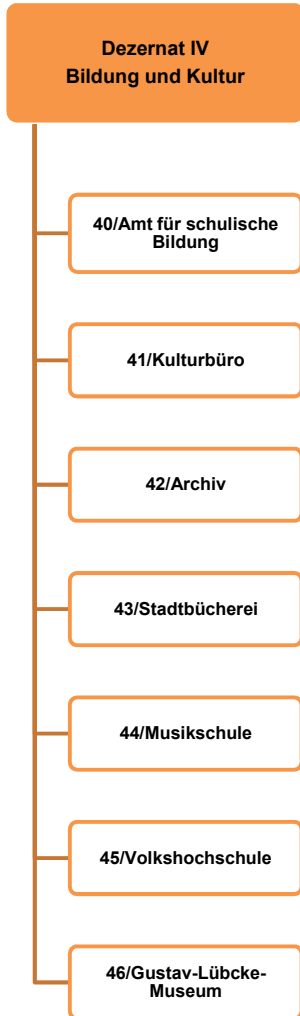 Dezernat IV
Bildung und Kultur
40/Amt für schulische
Bildung
41/Kulturbüro
42/Archiv
43/Stadtbücherei
44/Musikschule
45/Volkshochschule
46/Gustav-Lübcke-
Museum